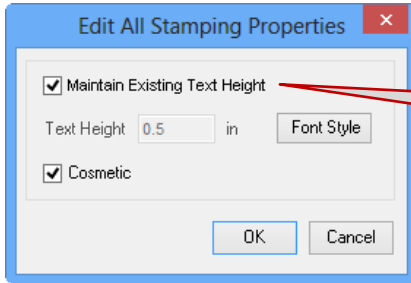 Edit All Stamping Properties
Maintain Existing Text Height
Text Height 0.5 in Font Style
Cosmetic
OK Cancel